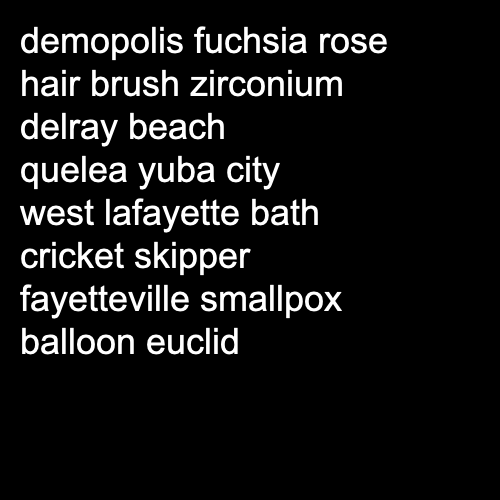 demopolis fuchsia rose
hair brush zirconium
delray beach
quelea yuba city
west lafayette bath
cricket skipper
fayetteville smallpox
balloon euclid